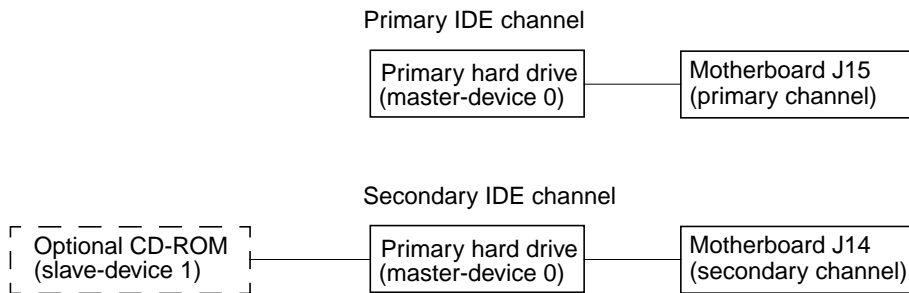 Primary IDE channel
Primary hard drive
(master-device 0)
Motherboard J15
(primary channel)
Secondary IDE channel
Optional CD-ROM
(slave-device 1)
Primary hard drive
(master-device 0)
Motherboard J14
(secondary channel)